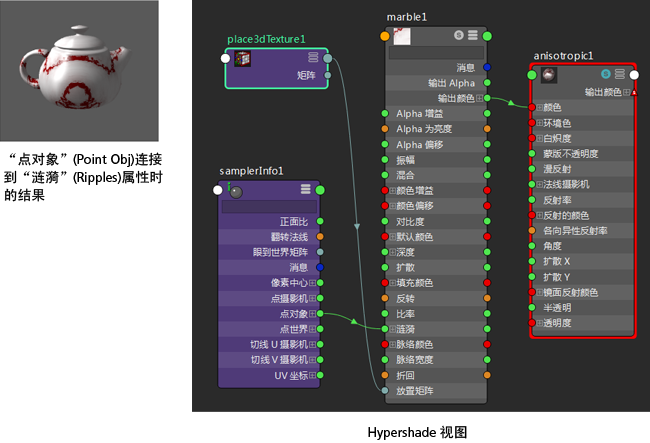 “点对象”(Point Obj)连接
到“涟漪”(Ripples)属性时
的结果
place3dTexture1
矩阵
samplerInfo1
正面比
翻转法线
眼到世界矩阵
消息
像素中心
点摄影机
点对象
点世界
切线 U 摄影机
切线 V 摄影机
UV 坐标
marble1
消息
输出 Alpha
输出颜色
Alpha 增益
Alpha 为亮度
Alpha 偏移
振幅
混合
颜色增益
颜色偏移
对比度
默认颜色
深度
扩散
填充颜色
反转
比率
涟漪
脉络颜色
脉络宽度
折回
放置矩阵
anisotropic1
输出颜色
颜色
环境色
白炽度
蒙版不透明度
漫反射
法线摄影机
反射率
反射的颜色
各向异性反射率
角度
扩散 X
扩散 Y
镜面反射颜色
半透明
透明度
Hypershade 视图